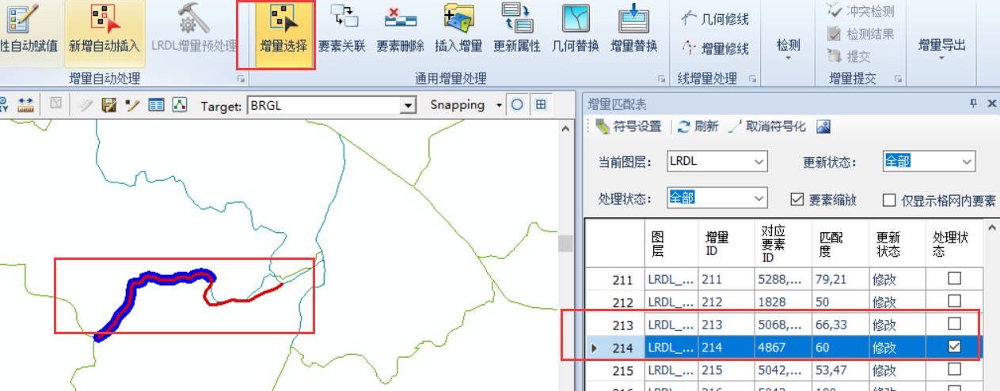 性自动赋值
新增自动插入
LRDL增量预处理
增量选择
要素关联
要素删除
插入增量
更新属性
几何替换
增量替换
几何修线
增量修线
检测
冲突检测
检测结果
提交
增量导出
增量自动处理
通用增量处理
线增量处理
增量提交
XY
Target: BRGL
Snapping
增量匹配表
符号设置 刷新 取消符号化
当前图层: LRDL 更新状态: 全部
处理状态: 全部 要素缩放 仅显示格网内要素
图层 增量ID 对应要素ID 匹配度 更新状态 处理状态
211 LRDL_... 211 5288,... 79,21 修改
212 LRDL_... 212 1828 50 修改
213 LRDL_... 213 5068,... 66,33 修改
214 LRDL_... 214 4867 60 修改
215 LRDL_... 215 5042,... 53,47 修改